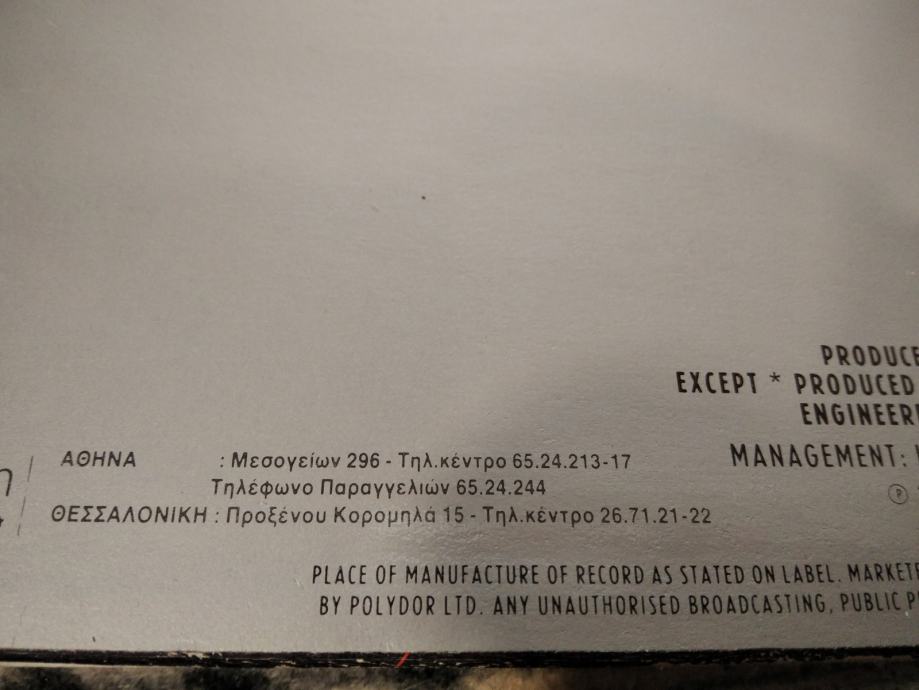 PRODUCE
EXCEPT * PRODUCED
ENGINEER
ΑΘΗΝΑ : Μεσογείων 296 - Τηλ.κέντρο 65.24.213-17
MANAGEMENT:
Τηλέφωνο Παραγγελιών 65.24.244
Ⓟ
ΘΕΣΣΑΛΟΝΙΚΗ : Προξένου Κορομηλά 15 - Τηλ.κέντρο 26.71.21-22
PLACE OF MANUFACTURE OF RECORD AS STATED ON LABEL. MARKETE
BY POLYDOR LTD. ANY UNAUTHORISED BROADCASTING, PUBLIC P